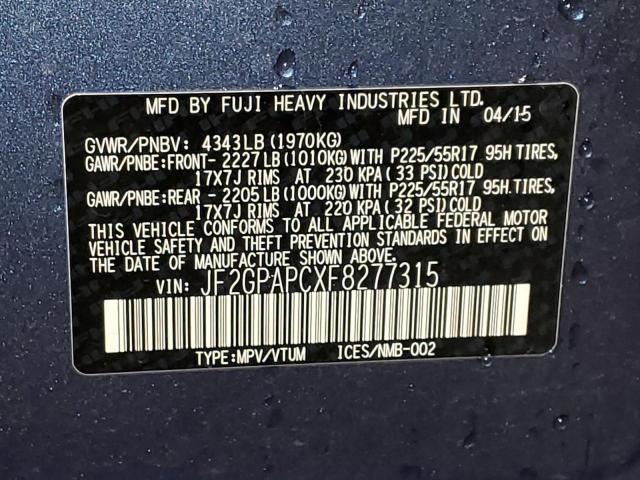 MFD BY FUJI HEAVY INDUSTRIES LTD.
MFD IN 04/15
GVWR/PNBV: 4343LB (1970KG)
GAWR/PNBE:FRONT- 2227 LB (1010KG) WITH P225/55R17 95H TIRES,
17X7J RIMS AT 230 KPA (33 PSI) COLD
GAWR/PNBE:REAR - 2205 LB (1000KG) WITH P225/55R17 95H.TIRES,
17X7J RIMS AT 220 KPA (32 PSI) COLD
THIS VEHICLE CONFORMS TO ALL APPLICABLE FEDERAL MOTOR
VEHICLE SAFETY AND THEFT PREVENTION STANDARDS IN EFFECT
ON THE DATE OF MANUFACTURE SHOWN ABOVE.
VIN: JF2GPAPCXF8277315
TYPE:MPV/VTUM ICES/NMB-002